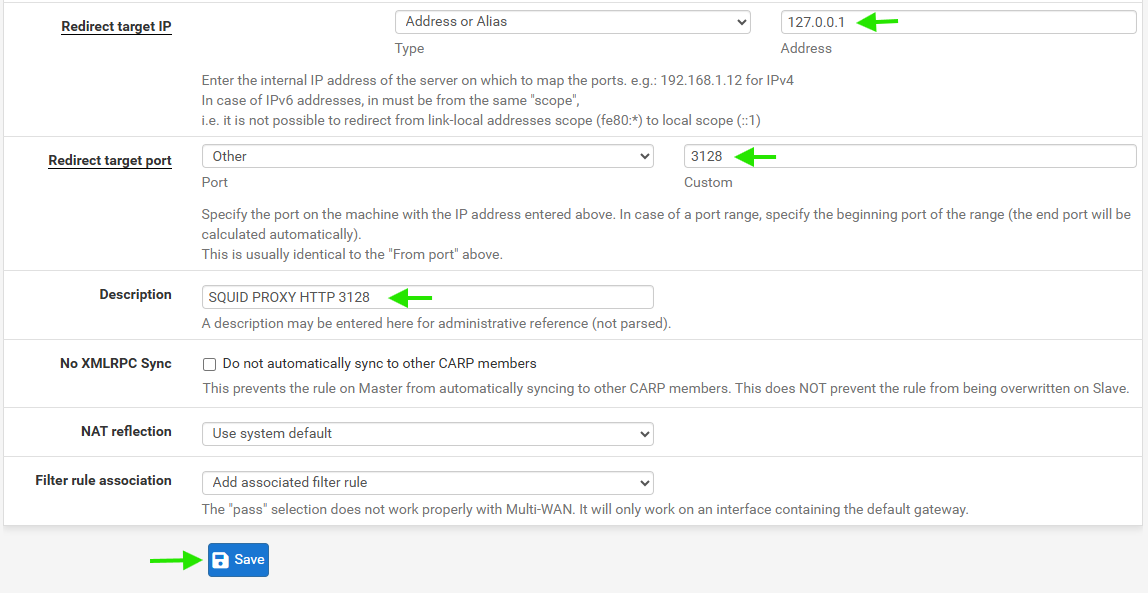 Redirect target IP
Address or Alias
127.0.0.1
Type
Address
Enter the internal IP address of the server on which to map the ports. e.g.: 192.168.1.12 for IPv4
In case of IPv6 addresses, in must be from the same "scope",
i.e. it is not possible to redirect from link-local addresses scope (fe80:*) to local scope (::1)
Redirect target port
Other
3128
Port
Custom
Specify the port on the machine with the IP address entered above. In case of a port range, specify the beginning port of the range (the end port will be
calculated automatically).
This is usually identical to the "From port" above.
Description
SQUID PROXY HTTP 3128
A description may be entered here for administrative reference (not parsed).
No XMLRPC Sync
Do not automatically sync to other CARP members
This prevents the rule on Master from automatically syncing to other CARP members. This does NOT prevent the rule from being overwritten on Slave.
NAT reflection
Use system default
Filter rule association
Add associated filter rule
The "pass" selection does not work properly with Multi-WAN. It will only work on an interface containing the default gateway.
Save